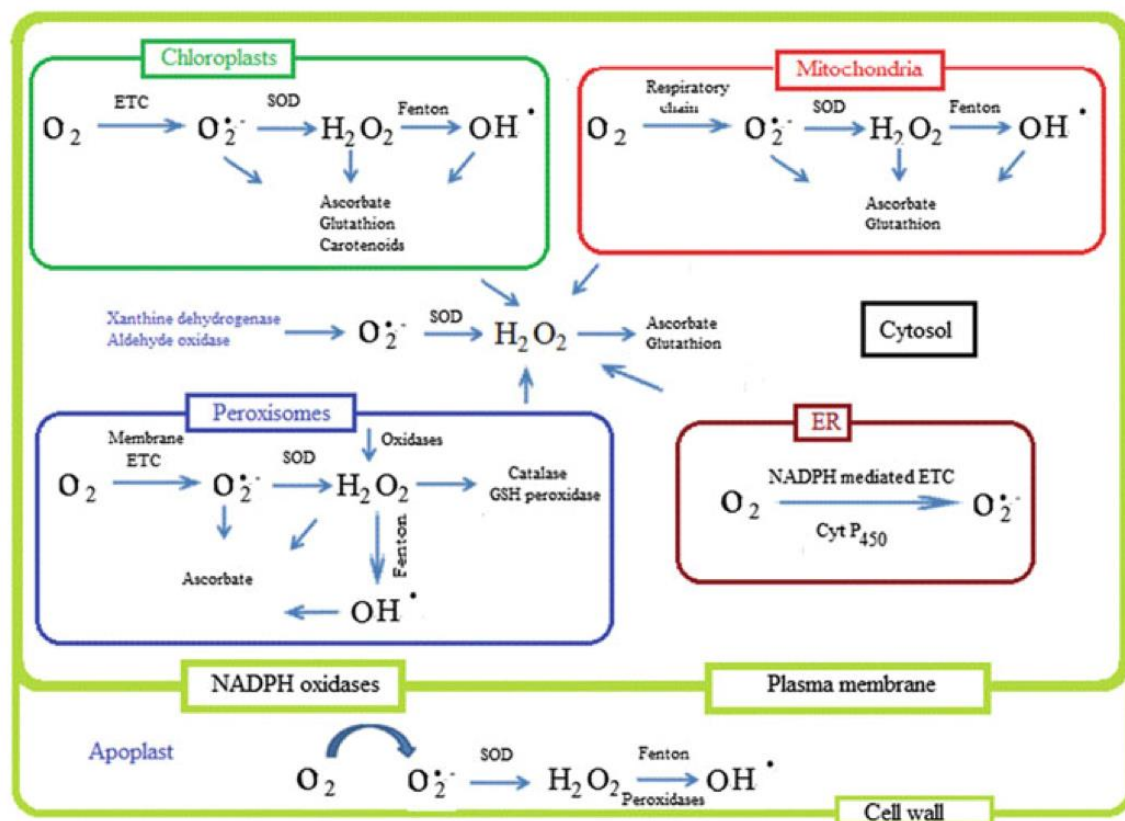 Chloroplasts
ETC SOD Fenton
O2 O2•- H2O2 OH•
Ascorbate
Glutathion
Carotenoids
Mitochondria
Respiratory
chain SOD Fenton
O2 O2•- H2O2 OH•
Ascorbate
Glutathion
Xanthine dehydrogenase
Aldehyde oxidase
O2•- SOD H2O2
Ascorbate
Glutathion
Cytosol
Peroxisomes
Oxidases
Membrane
ETC SOD
O2 O2•- H2O2
Catalase
GSH peroxidase
Fenton
Ascorbate
OH•
ER
NADPH mediated ETC
O2 O2•-
Cyt P450
NADPH oxidases
Plasma membrane
Apoplast
SOD Fenton
O2 O2•- H2O2 OH•
Peroxidases
Cell wall